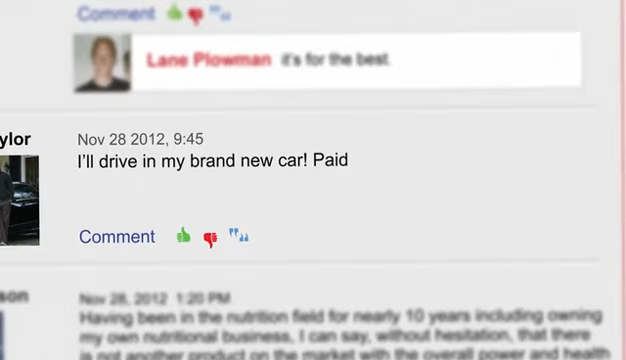 Comment
Lane Plowman it's for the best.
ylor
Nov 28 2012, 9:45
I'll drive in my brand new car! Paid
Comment
son
Nov 28, 2012 1:20 PM
Having been in the nutrition field for nearly 10 years including owning
my own nutritional business, I can say, without hesitation, that there
is not another product on the market with the overall power and health